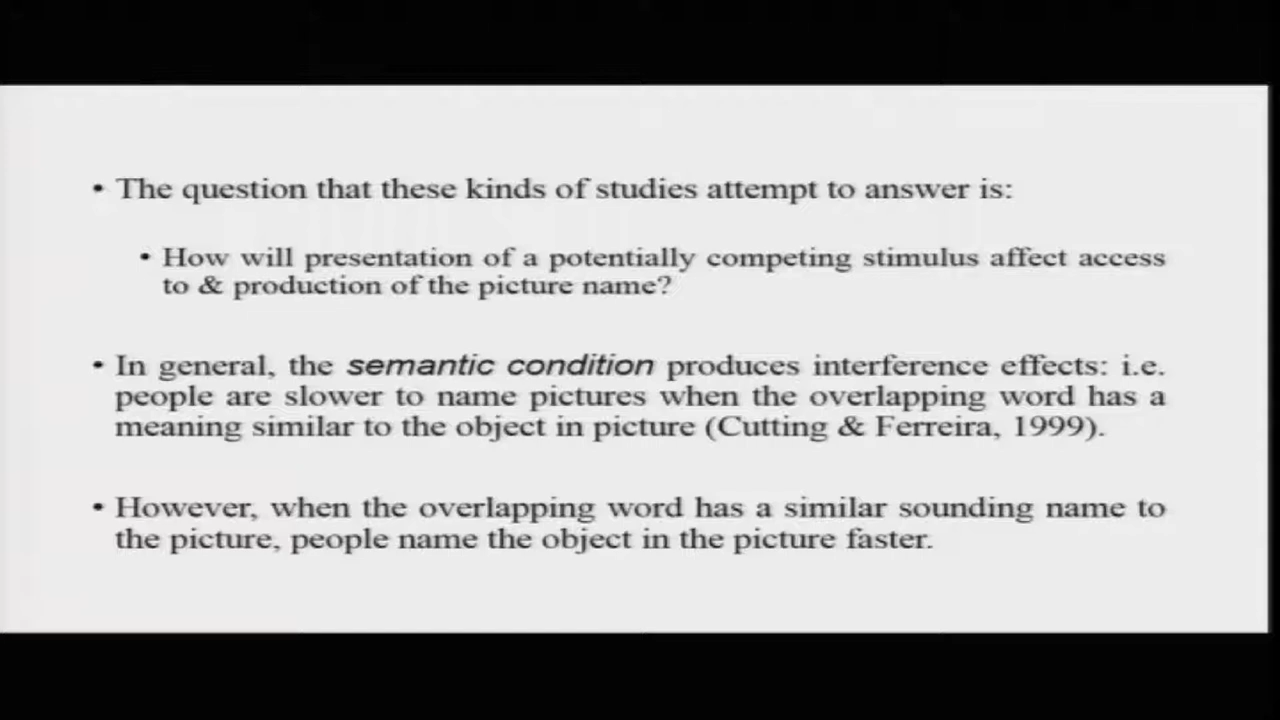 • The question that these kinds of studies attempt to answer is:
• How will presentation of a potentially competing stimulus affect access
to & production of the picture name?
• In general, the semantic condition produces interference effects: i.e.
people are slower to name pictures when the overlapping word has a
meaning similar to the object in picture (Cutting & Ferreira, 1999).
• However, when the overlapping word has a similar sounding name to
the picture, people name the object in the picture faster.